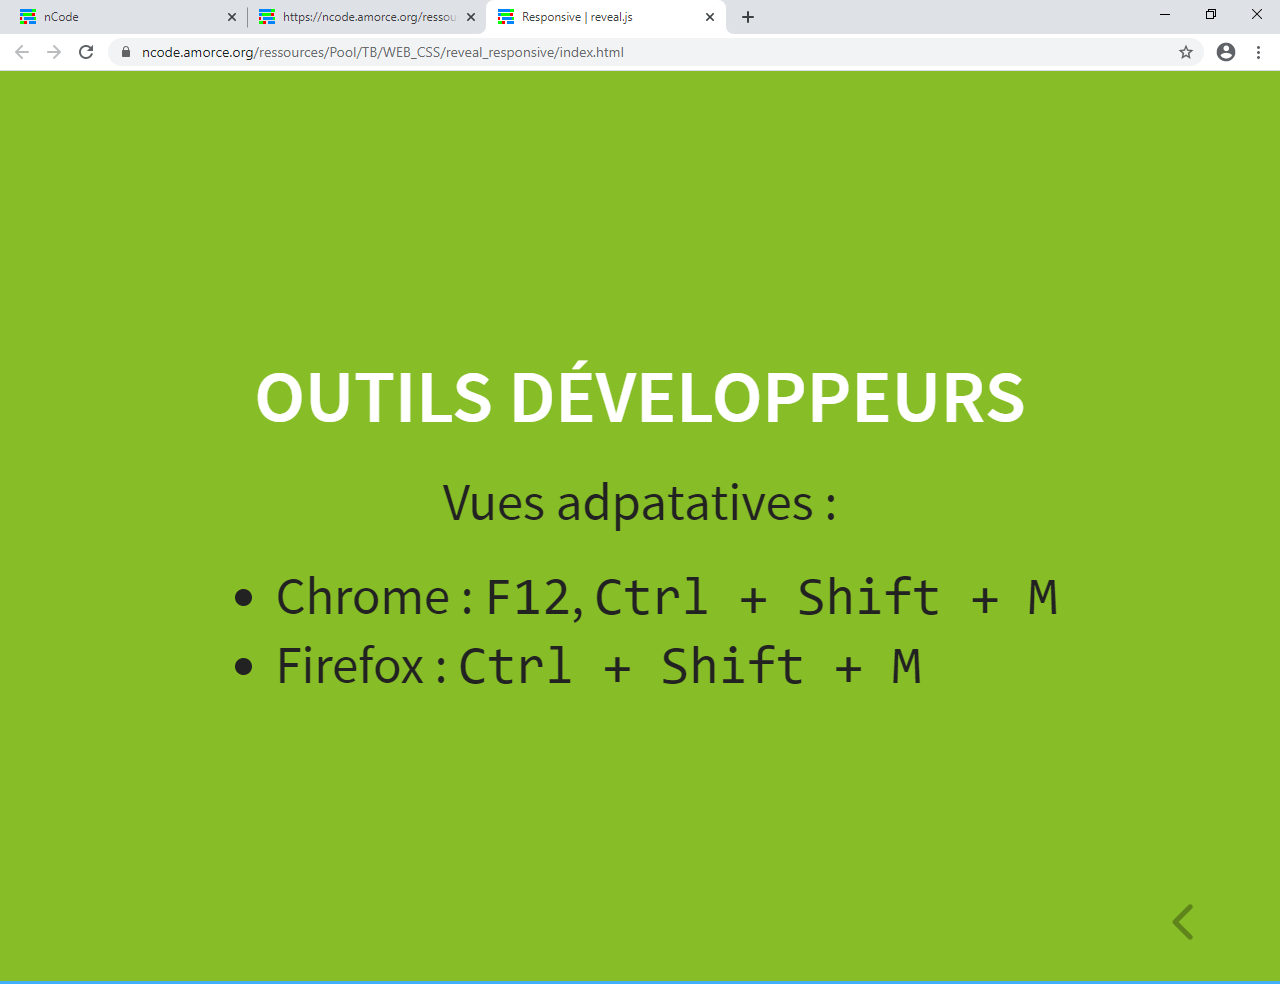 nCode
https://ncode.amorce.org/ressou
Responsive | reveal.js
ncode.amorce.org/ressources/Pool/TB/WEB_CSS/reveal_responsive/index.html
OUTILS DÉVELOPPEURS
Vues adpatatives :
• Chrome : F12, Ctrl + Shift + M
• Firefox : Ctrl + Shift + M